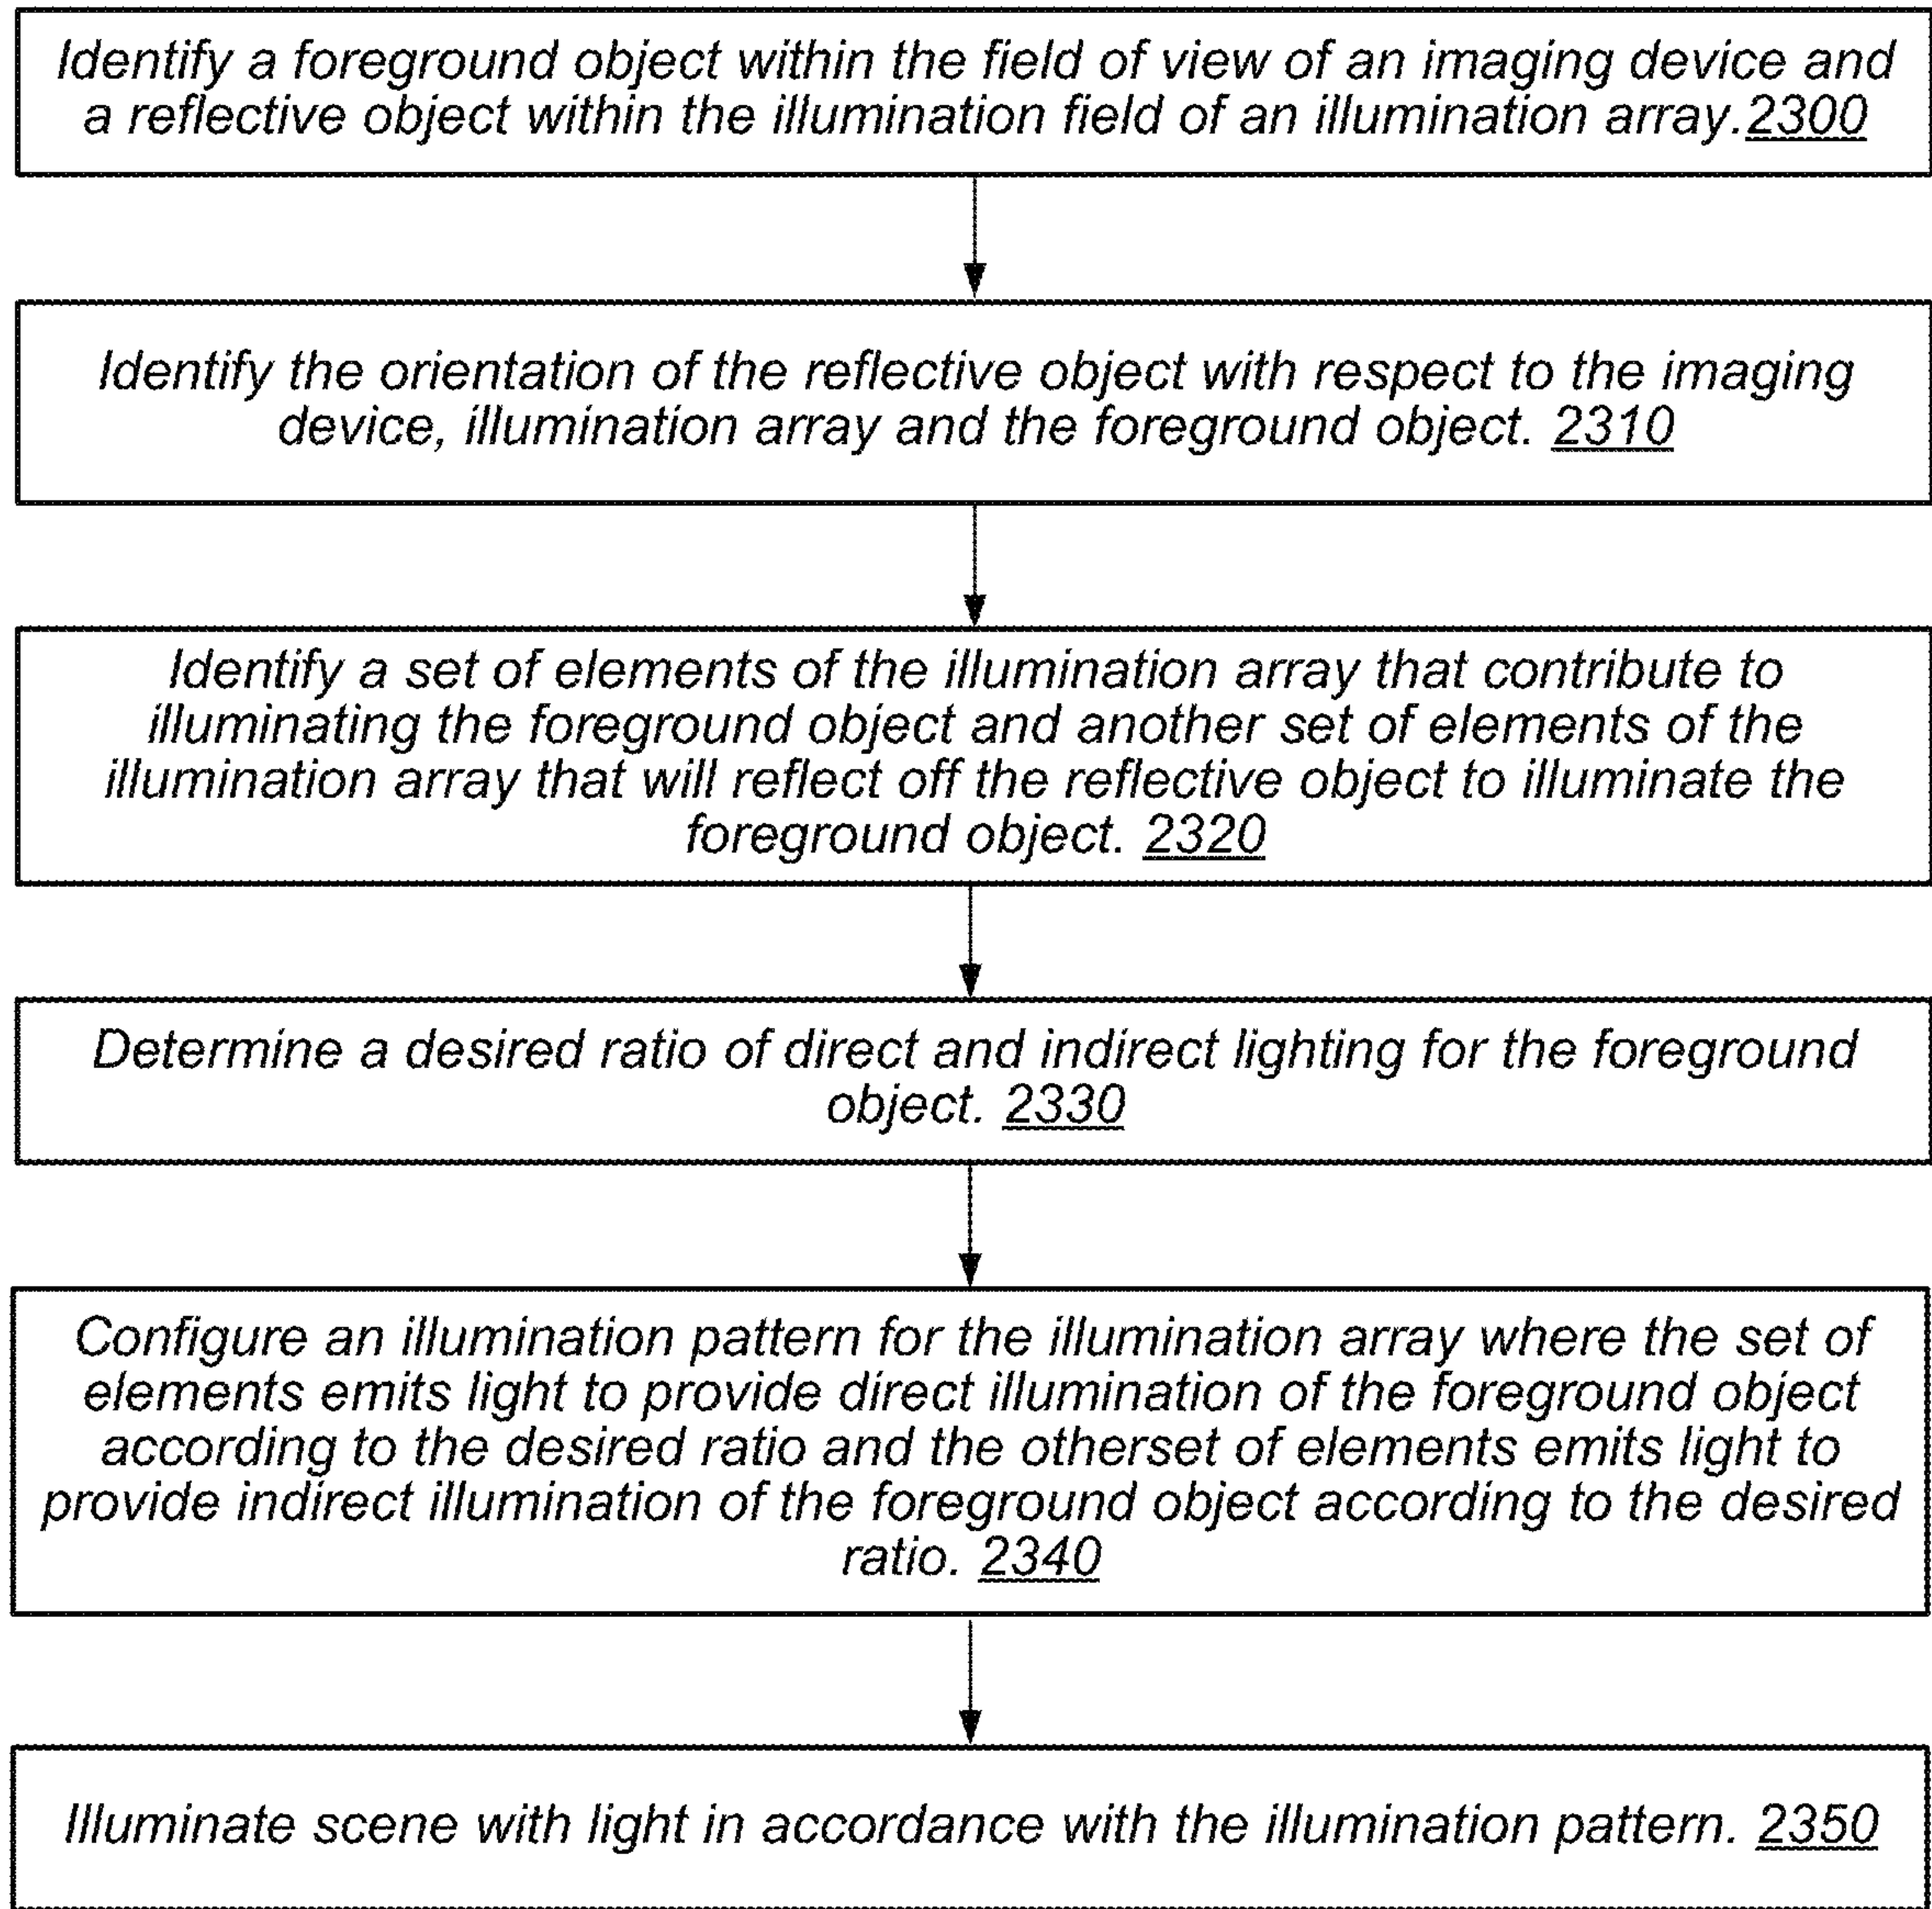 Identify a foreground object within the field of view of an imaging device and
a reflective object within the illumination field of an illumination array.2300
Identify the orientation of the reflective object with respect to the imaging
device, illumination array and the foreground object. 2310
Identify a set of elements of the illumination array that contribute to
illuminating the foreground object and another set of elements of the
illumination array that will reflect off the reflective object to illuminate the
foreground object. 2320
Determine a desired ratio of direct and indirect lighting for the foreground
object. 2330
Configure an illumination pattern for the illumination array where the set of
elements emits light to provide direct illumination of the foreground object
according to the desired ratio and the otherset of elements emits light to
provide indirect illumination of the foreground object according to the desired
ratio. 2340
Illuminate scene with light in accordance with the illumination pattern. 2350